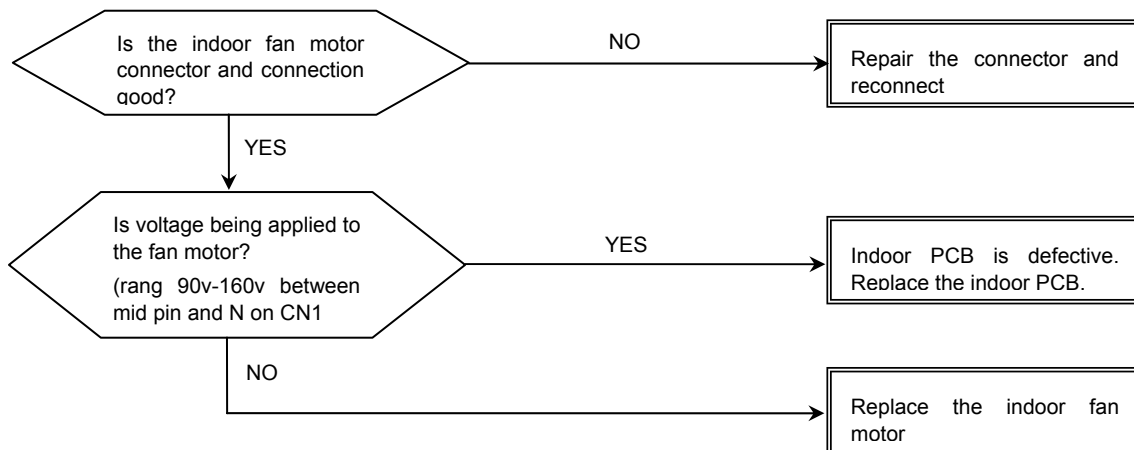 Is the indoor fan motor
connector and connection
good?
NO
Repair the connector and
reconnect
YES
Is voltage being applied to
the fan motor?
(rang 90v-160v between
mid pin and N on CN1
YES
Indoor PCB is defective.
Replace the indoor PCB.
NO
Replace the indoor fan
motor